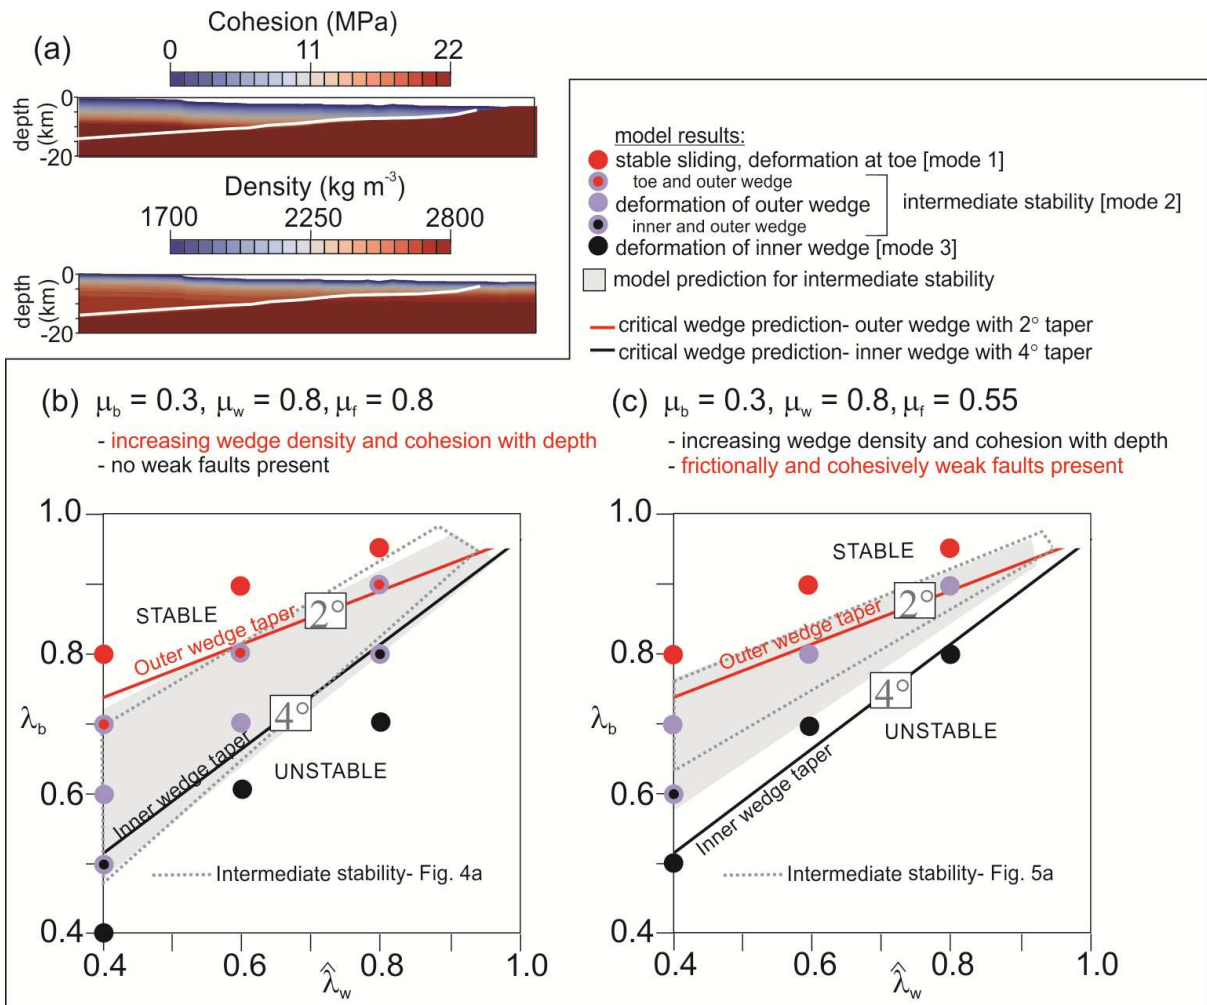 (a)
Cohesion (MPa)
0 11 22
depth
(km)
0
-20
Density (kg m⁻³)
1700 2250 2800
depth
(km)
0
-20
model results:
stable sliding, deformation at toe [mode 1]
toe and outer wedge
deformation of outer wedge
inner and outer wedge
intermediate stability [mode 2]
deformation of inner wedge [mode 3]
model prediction for intermediate stability
critical wedge prediction- outer wedge with 2° taper
critical wedge prediction- inner wedge with 4° taper
(b) μb = 0.3, μw = 0.8, μf = 0.8
- increasing wedge density and cohesion with depth
- no weak faults present
1.0
0.8
λb
0.6
0.4
STABLE
Outer wedge taper
2°
4°
Inner wedge taper
UNSTABLE
Intermediate stability- Fig. 4a
0.4 0.6 0.8 1.0
λ̂w
(c) μb = 0.3, μw = 0.8, μf = 0.55
- increasing wedge density and cohesion with depth
- frictionally and cohesively weak faults present
1.0
0.8
λb
0.6
0.4
STABLE
Outer wedge taper
2°
4°
Inner wedge taper
UNSTABLE
Intermediate stability- Fig. 5a
0.4 0.6 0.8 1.0
λ̂w